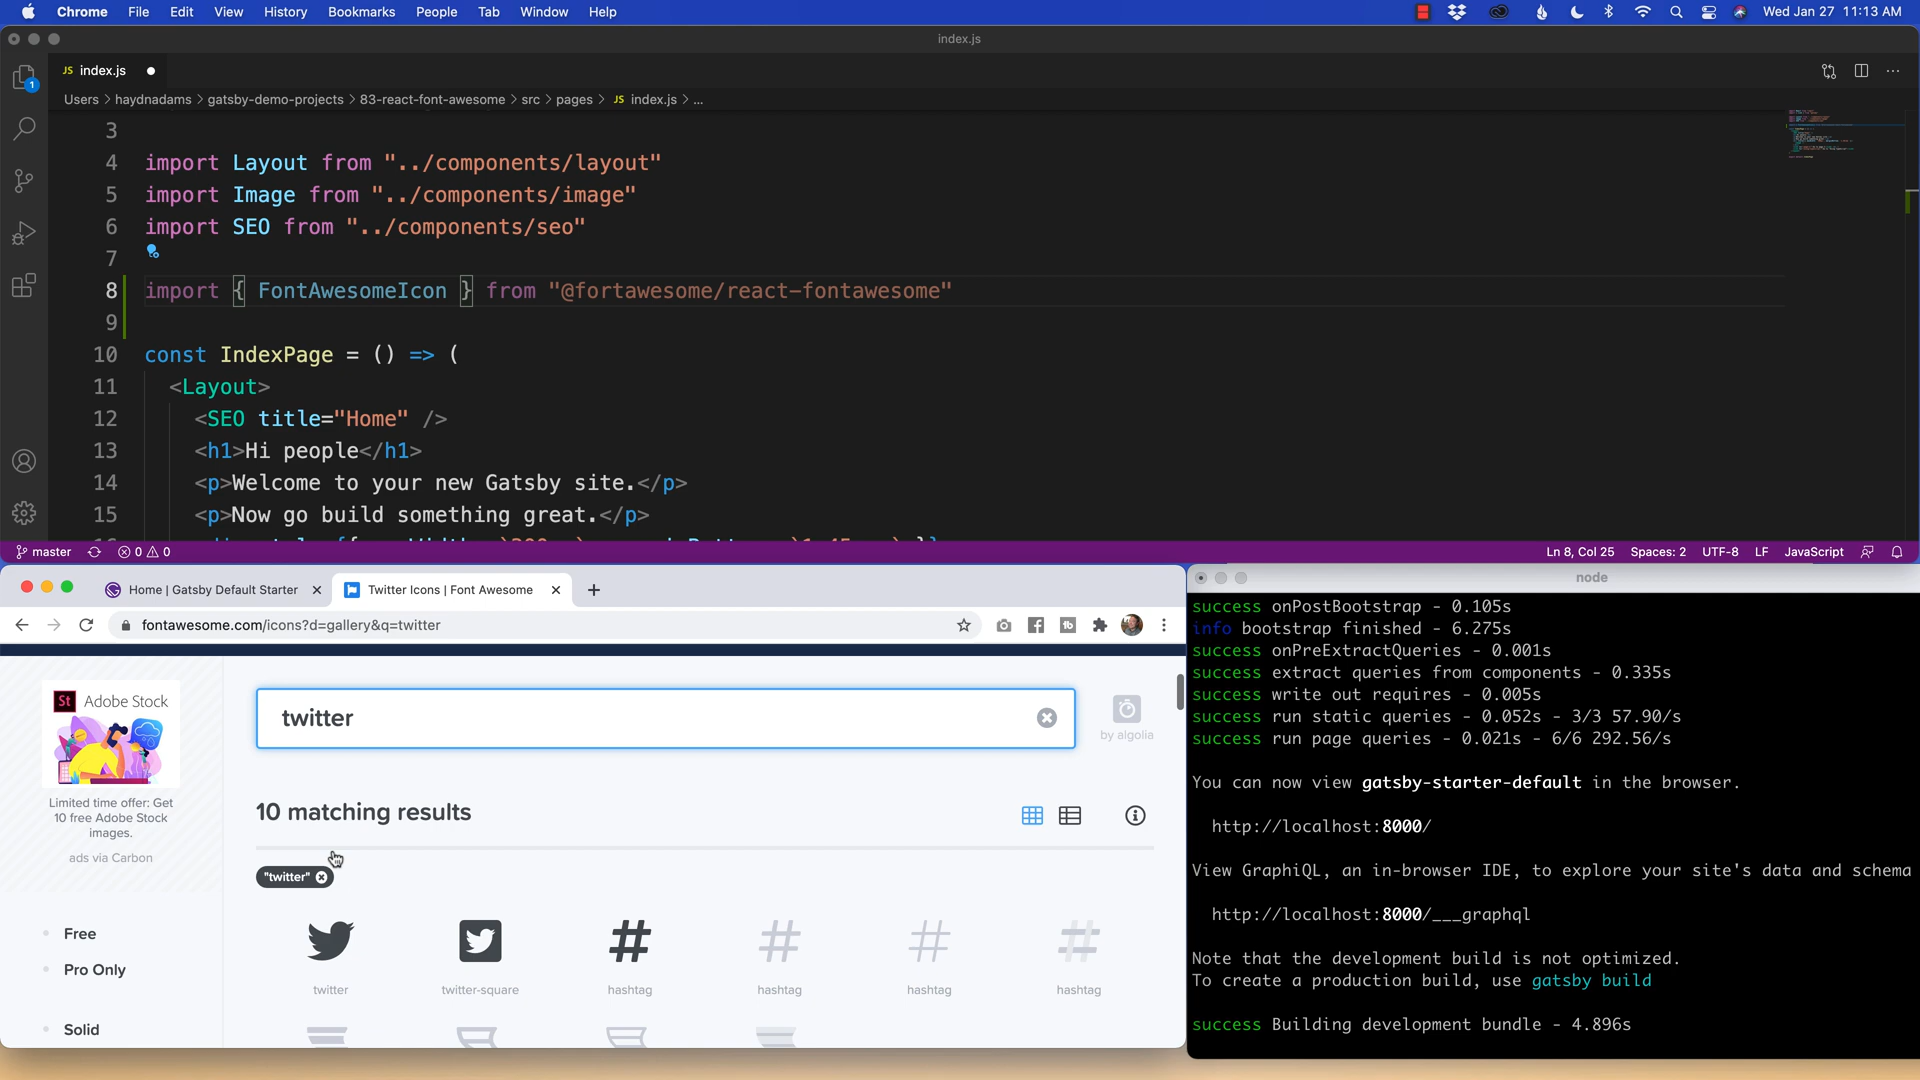 Chrome File Edit View History Bookmarks People Tab Window Help
Wed Jan 27 11:13 AM
index.js
JS index.js
Users > haydnadams > gatsby-demo-projects > 83-react-font-awesome > src > pages > JS index.js > ...
1
3
4 import Layout from "../components/layout"
5 import Image from "../components/image"
6 import SEO from "../components/seo"
7
8 import { FontAwesomeIcon } from "@fortawesome/react-fontawesome"
9
10 const IndexPage = () => (
11 <Layout>
12 <SEO title="Home" />
13 <h1>Hi people</h1>
14 <p>Welcome to your new Gatsby site.</p>
15 <p>Now go build something great.</p>
master 0 0
Ln 8, Col 25 Spaces: 2 UTF-8 LF JavaScript
Home | Gatsby Default Starter
Twitter Icons | Font Awesome
fontawesome.com/icons?d=gallery&q=twitter
St Adobe Stock
Limited time offer: Get
10 free Adobe Stock
images.
ads via Carbon
Free
Pro Only
Solid
twitter
by algolia
10 matching results
"twitter"
twitter
twitter-square
hashtag
hashtag
hashtag
hashtag
node
success onPostBootstrap - 0.105s
info bootstrap finished - 6.275s
success onPreExtractQueries - 0.001s
success extract queries from components - 0.335s
success write out requires - 0.005s
success run static queries - 0.052s - 3/3 57.90/s
success run page queries - 0.021s - 6/6 292.56/s
You can now view gatsby-starter-default in the browser.
http://localhost:8000/
View GraphiQL, an in-browser IDE, to explore your site's data and schema
http://localhost:8000/___graphql
Note that the development build is not optimized.
To create a production build, use gatsby build
success Building development bundle - 4.896s